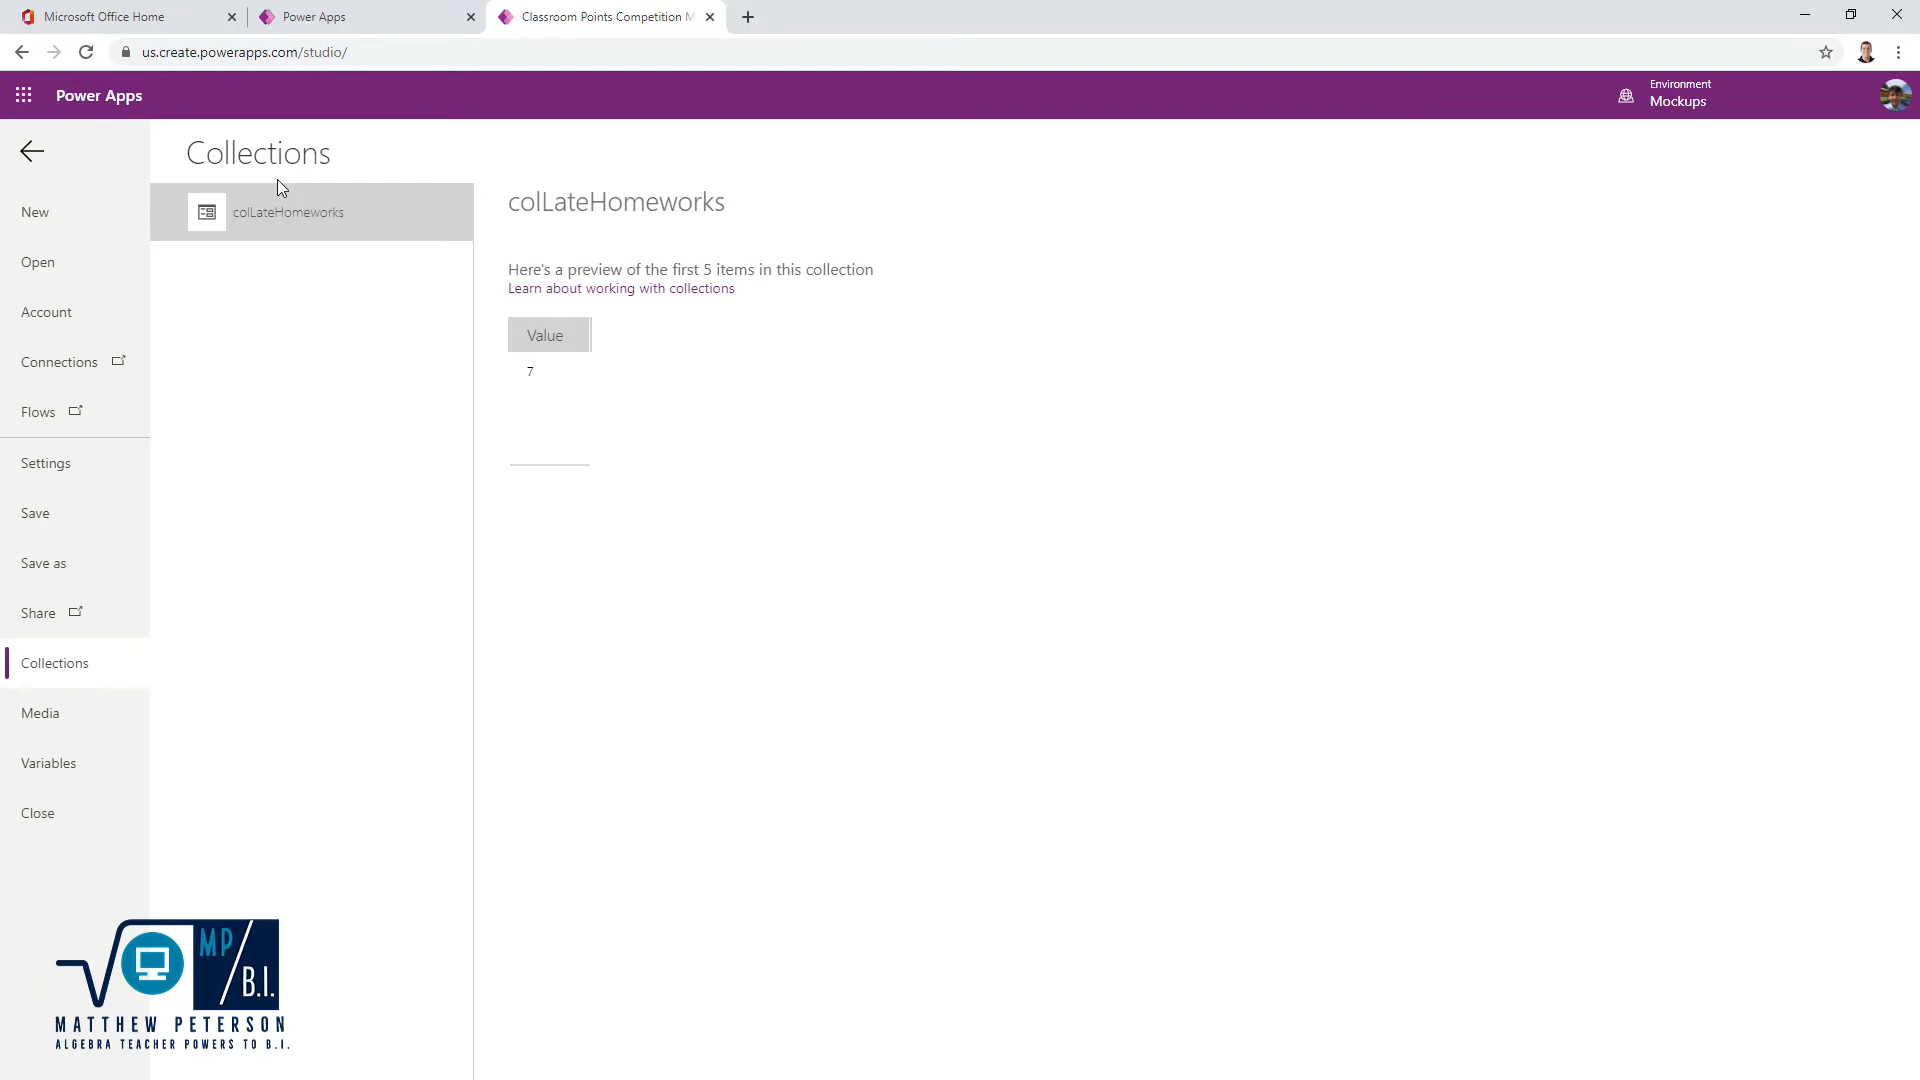 Microsoft Office Home
Power Apps
Classroom Points Competition M
us.create.powerapps.com/studio/
Power Apps
Environment
Mockups
New
Open
Account
Connections
Flows
Settings
Save
Save as
Share
Collections
Media
Variables
Close
Collections
colLateHomeworks
colLateHomeworks
Here's a preview of the first 5 items in this collection
Learn about working with collections
Value
7
MP
B.I.
MATTHEW PETERSON
ALGEBRA TEACHER POWERS TO B.I.